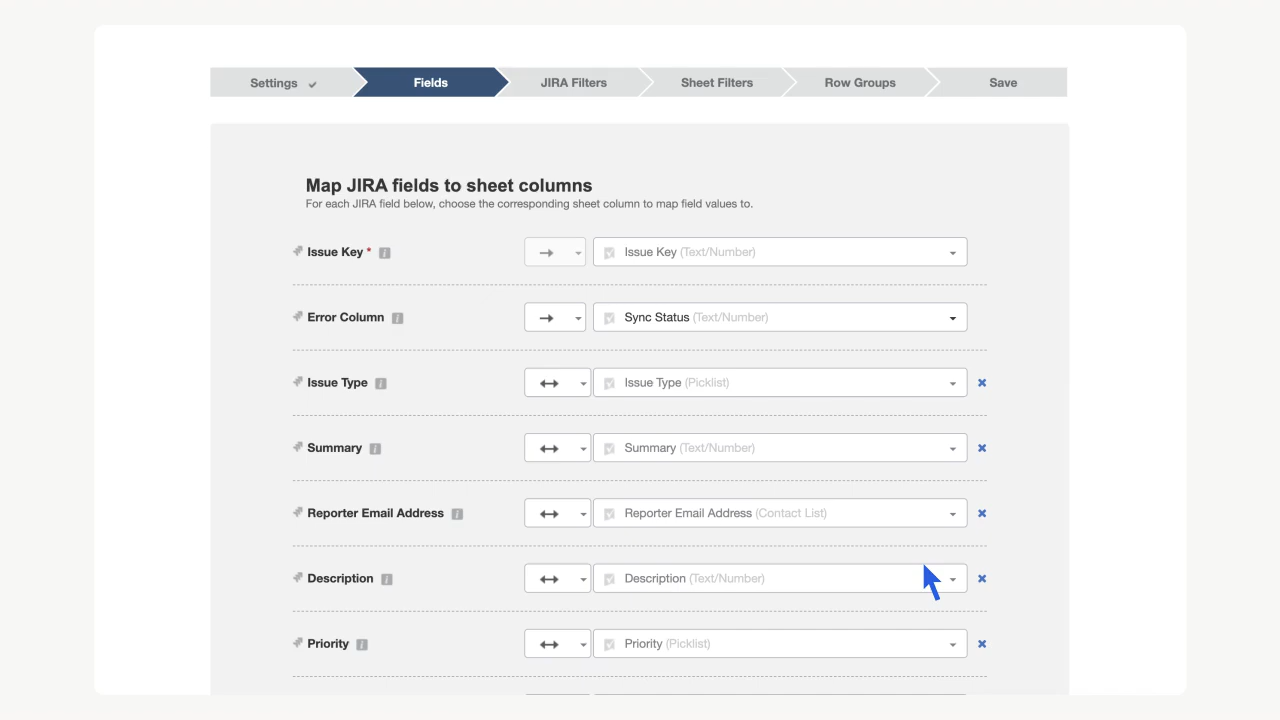 Settings
Fields
JIRA Filters
Sheet Filters
Row Groups
Save
Map JIRA fields to sheet columns
For each JIRA field below, choose the corresponding sheet column to map field values to.
Issue Key * i Issue Key (Text/Number)
Error Column i Sync Status (Text/Number)
Issue Type i Issue Type (Picklist)
Summary i Summary (Text/Number)
Reporter Email Address i Reporter Email Address (Contact List)
Description i Description (Text/Number)
Priority i Priority (Picklist)